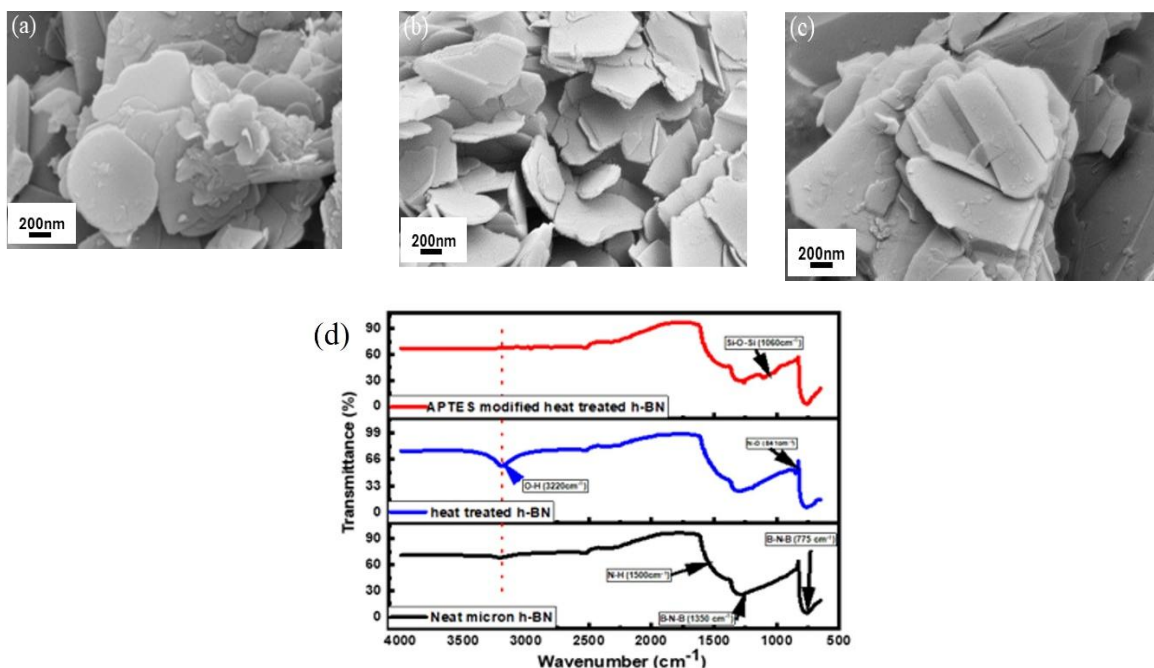 (a)
200nm
(b)
200nm
(c)
200nm
(d)
Transmittance (%)
90
60
30
0
Si-O-Si (1060cm⁻¹)
APTES modified heat treated h-BN
99
66
33
0
O-H (3220cm⁻¹)
heat treated h-BN
90
60
30
0
B-N-B (775 cm⁻¹)
N-H (1500cm⁻¹)
B-N-B (1350 cm⁻¹)
Neat micron h-BN
4000 3500 3000 2500 2000 1500 1000 500
Wavenumber (cm⁻¹)